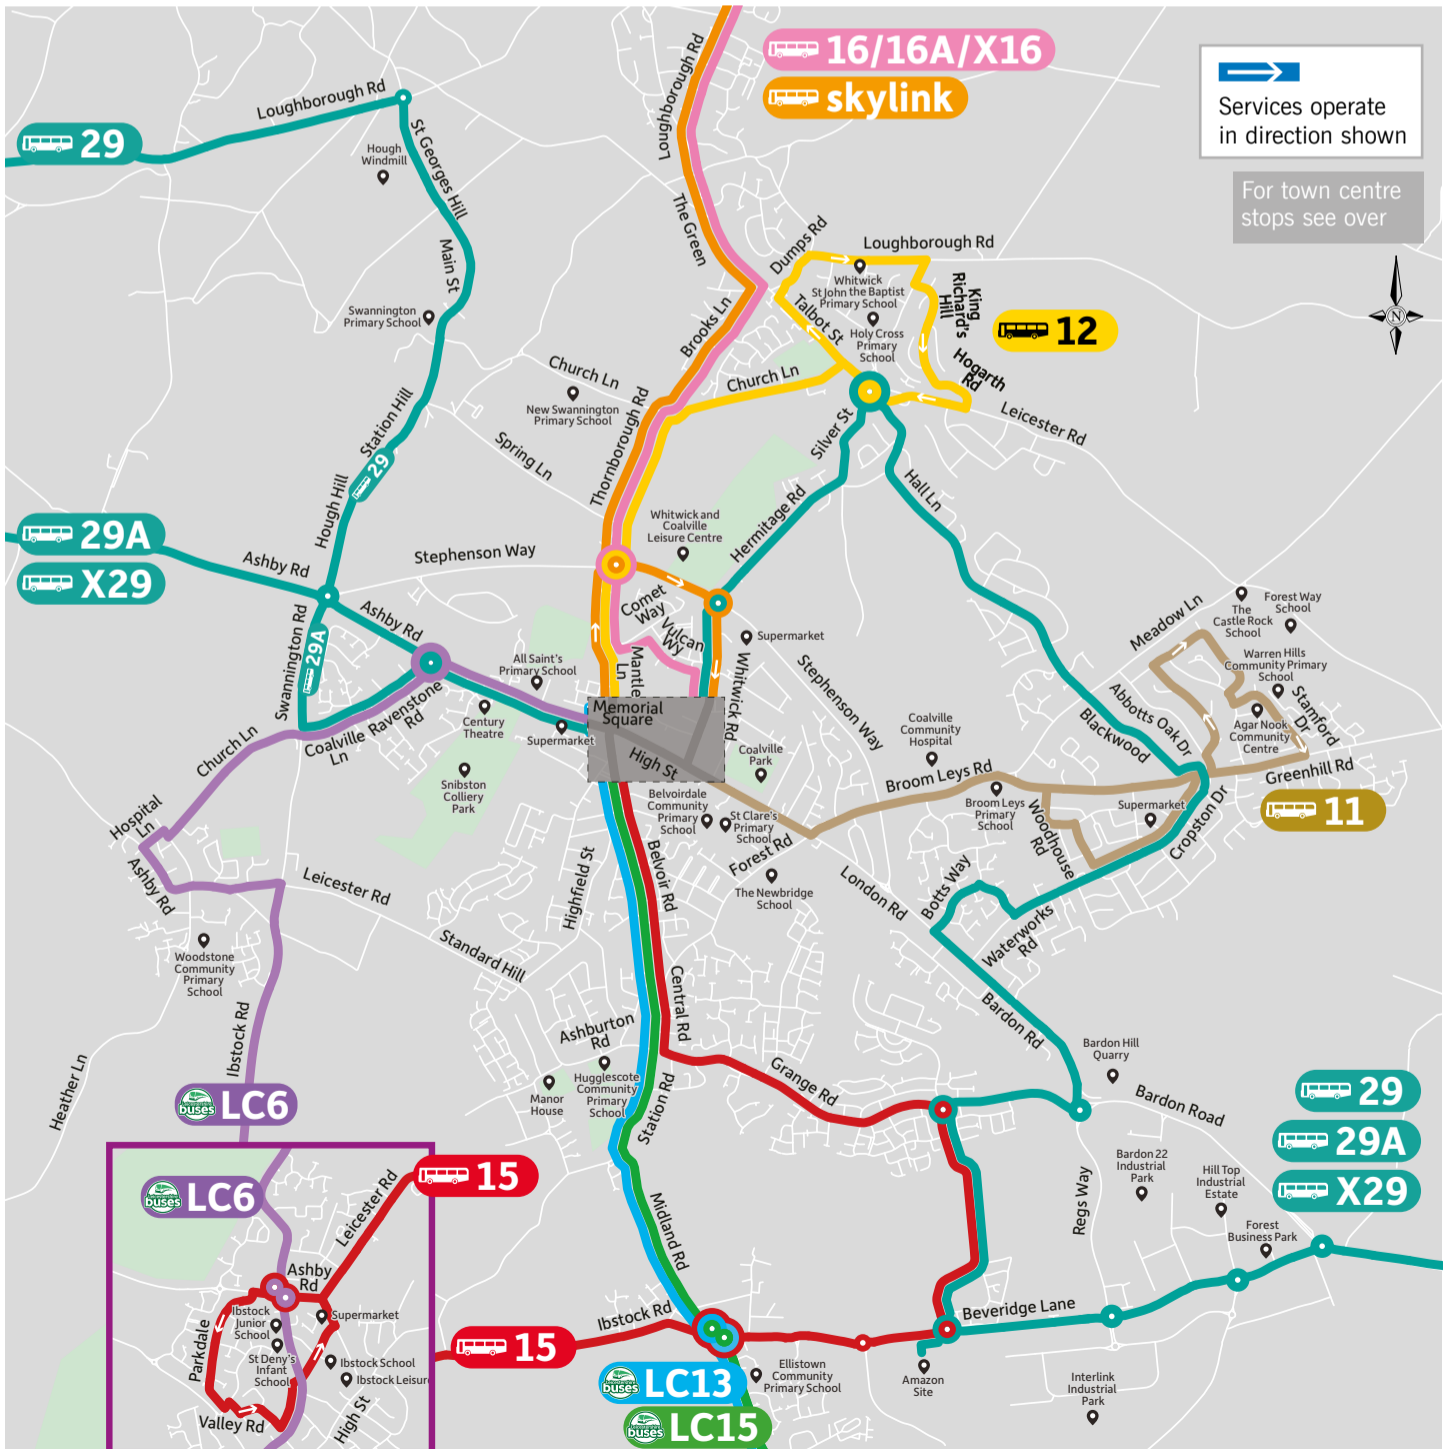 16/16A/X16
skylink
Services operate
in direction shown
For town centre
stops see over
N
29
Loughborough Rd
St Georges Hill
Hough
Windmill
Main St
Swannington
Primary School
Station Hill
29
Hough Hill
Loughborough Rd
The Green
Brooks Ln
Dumps Rd
Loughborough Rd
Whitwick
St John the Baptist
Primary School
King
Richard's
Hill
Talbot St
Holy Cross
Primary
School
12
Hogarth
Rd
Church Ln
Leicester Rd
Silver St
Church Ln
New Swannington
Primary School
Thornborough Rd
Spring Ln
Hall Ln
29A
X29
Ashby Rd
Stephenson Way
Whitwick and
Coalville
Leisure Centre
Hermitage Rd
Comet
Way
Vulcan
Wy
Supermarket
Mantle
Ln
Whitwick Rd
Stephenson Way
Ashby Rd
Swannington Rd
29A
All Saint's
Primary School
Century
Theatre
Supermarket
Memorial
Square
High St
Coalville
Park
Coalville
Community
Hospital
Church Ln
Coalville
Ln
Ravenstone
Rd
Snibston
Colliery
Park
Meadow Ln
The
Castle Rock
School
Forest Way
School
Warren Hills
Community Primary
School
Stamford
Dr
Agar Nook
Community
Centre
Abbotts Oak Dr
Blackwood
Greenhill Rd
11
Broom Leys Rd
Broom Leys
Primary
School
Supermarket
Woodhouse
Rd
Cropston Dr
Belvoirdale
Community
Primary
School
St Clare's
Primary
School
Forest Rd
The Newbridge
School
London Rd
Botts Way
Waterworks
Rd
Hospital
Ln
Ashby Rd
Leicester Rd
Highfield St
Belvoir Rd
Woodstone
Community
Primary
School
Standard Hill
Central Rd
Bardon Rd
Ibstock Rd
Ashburton
Rd
Hugglescote
Community
Primary
School
Manor
House
Heather Ln
LC6
Station Rd
Grange Rd
Bardon Hill
Quarry
Bardon Road
29
29A
X29
Bardon 22
Industrial
Park
Hill Top
Industrial
Estate
Forest
Business Park
Regs Way
Midland Rd
LC6
15
Leicester Rd
Ashby
Rd
Ibstock
Junior
School
Supermarket
Parkdale
St Deny's
Infant
School
Ibstock School
Ibstock Leisur
Valley Rd
High St
15
Ibstock Rd
Beveridge Lane
LC13
LC15
Ellistown
Community
Primary School
Amazon
Site
Interlink
Industrial
Park